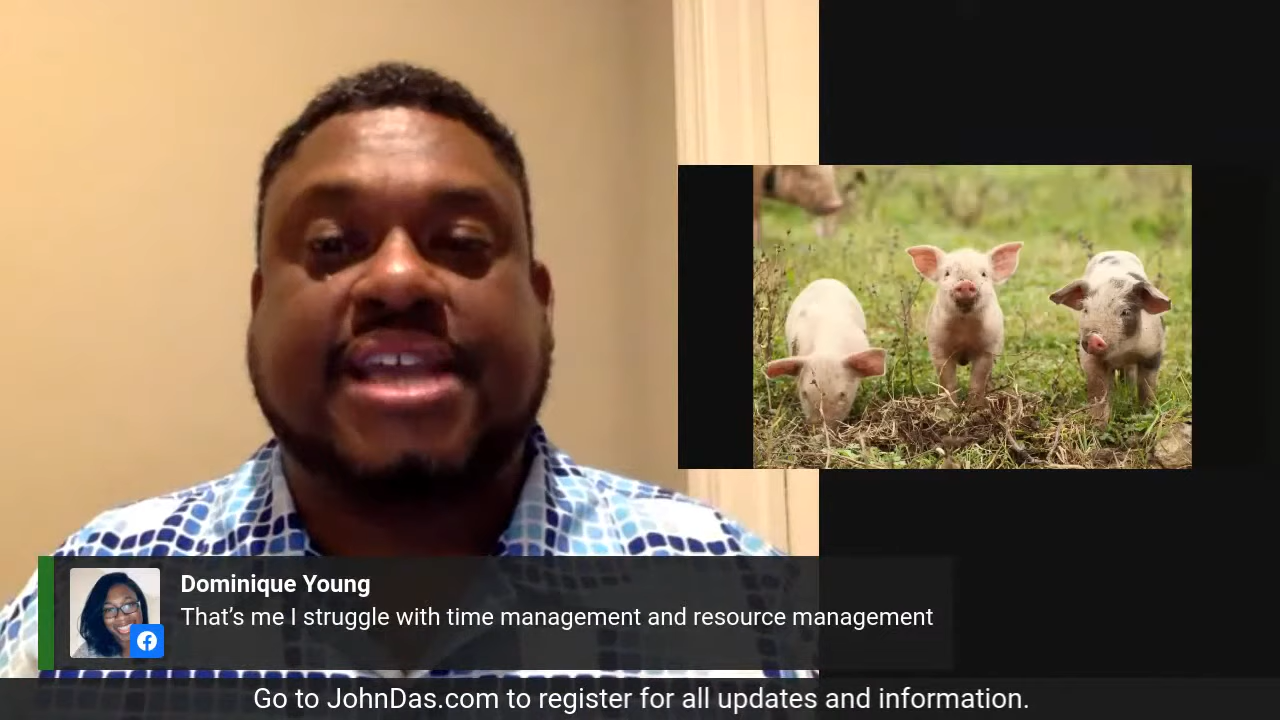 Dominique Young
That’s me I struggle with time management and resource management
Go to JohnDas.com to register for all updates and information.